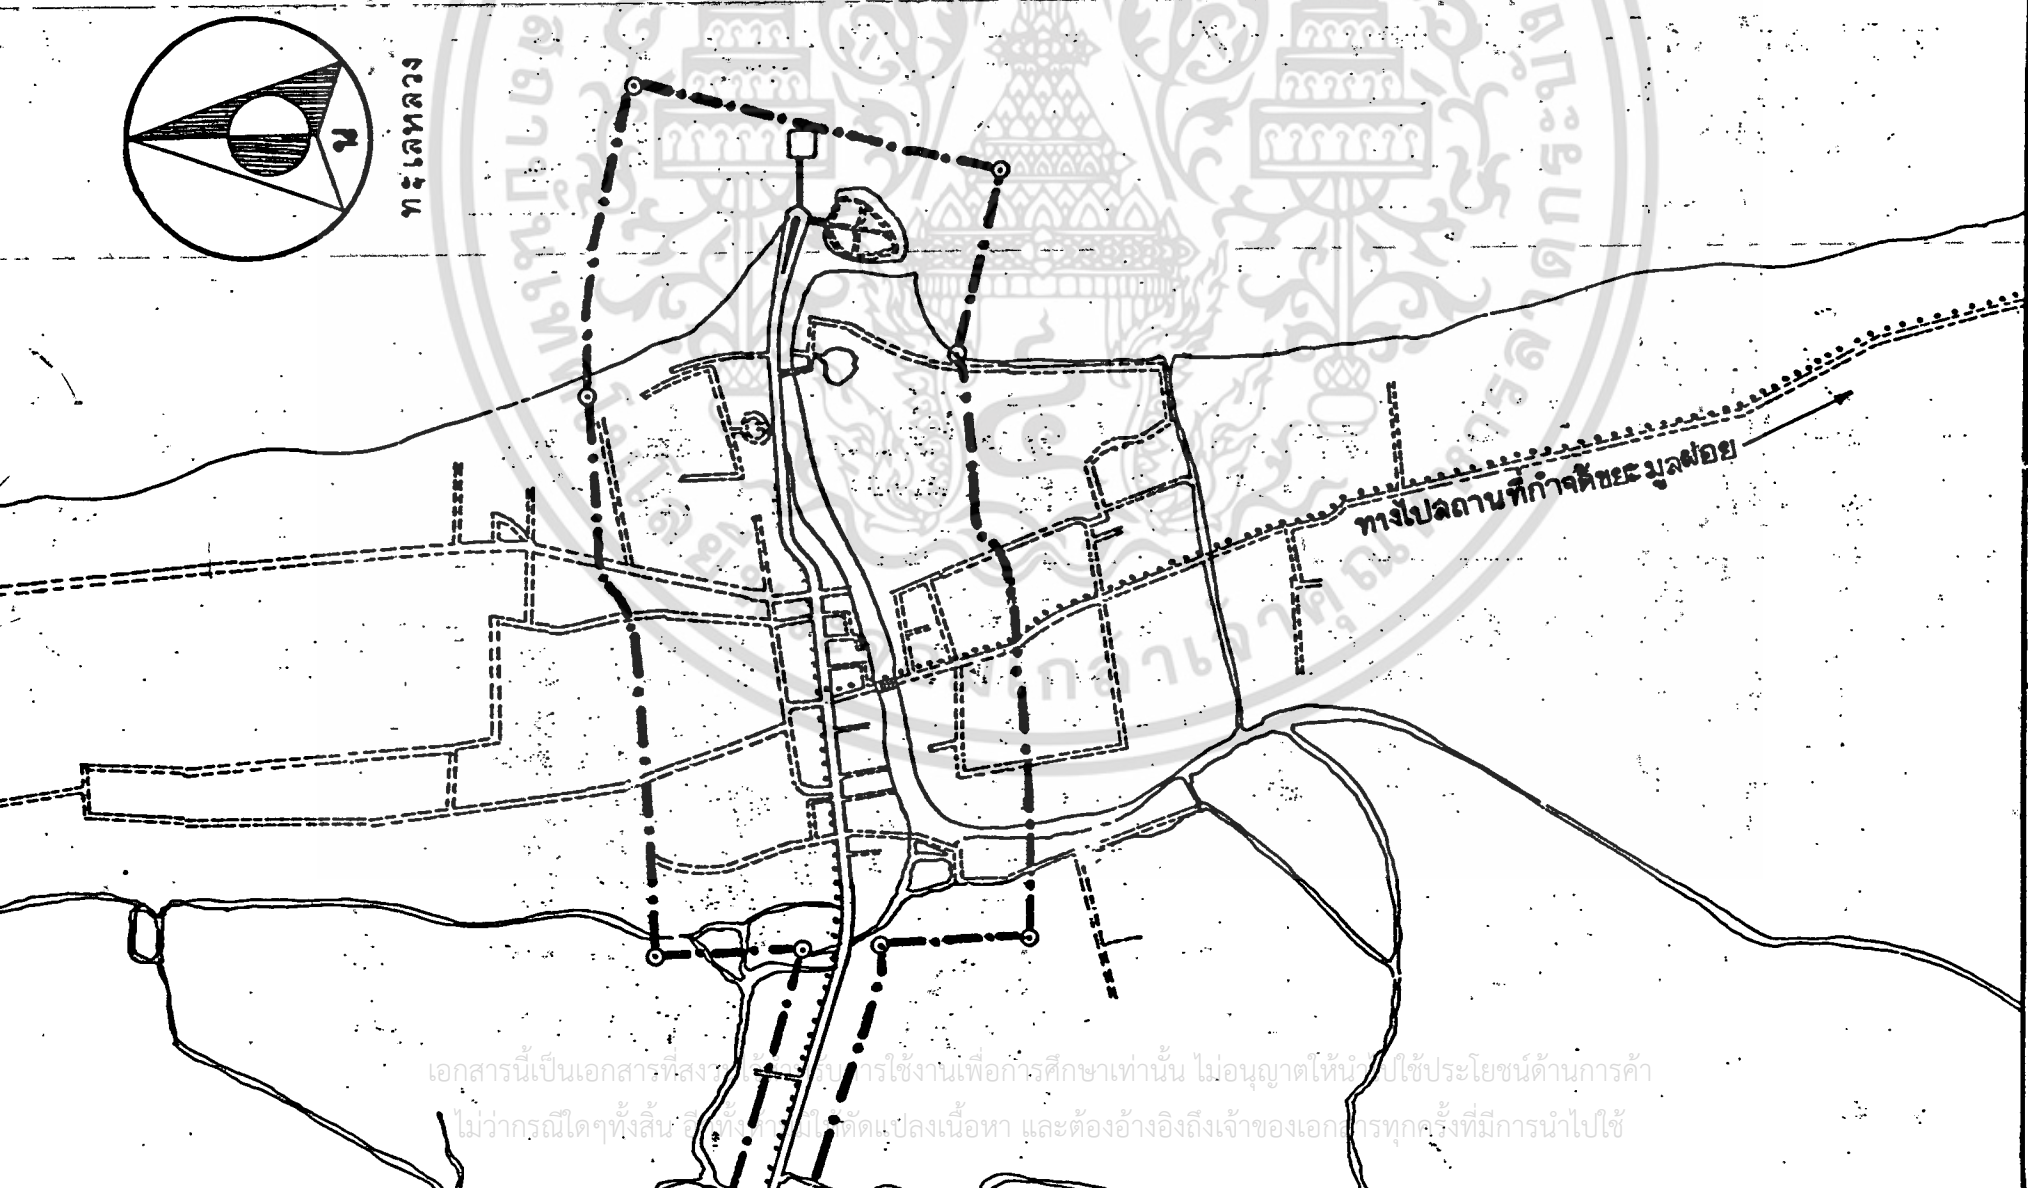 น
ทะเลหลวง
ทางไปสถานที่กำจัดขยะมูลฝอย
เอกสารนี้เป็นเอกสารที่สงวนไว้สำหรับการใช้งานเพื่อการศึกษาเท่านั้น ไม่อนุญาตให้นำไปใช้ประโยชน์ด้านการค้า
ไม่ว่ากรณีใดๆทั้งสิ้น อีกทั้งห้ามมิให้ดัดแปลงเนื้อหา และต้องอ้างอิงถึงเจ้าของเอกสารทุกครั้งที่มีการนำไปใช้